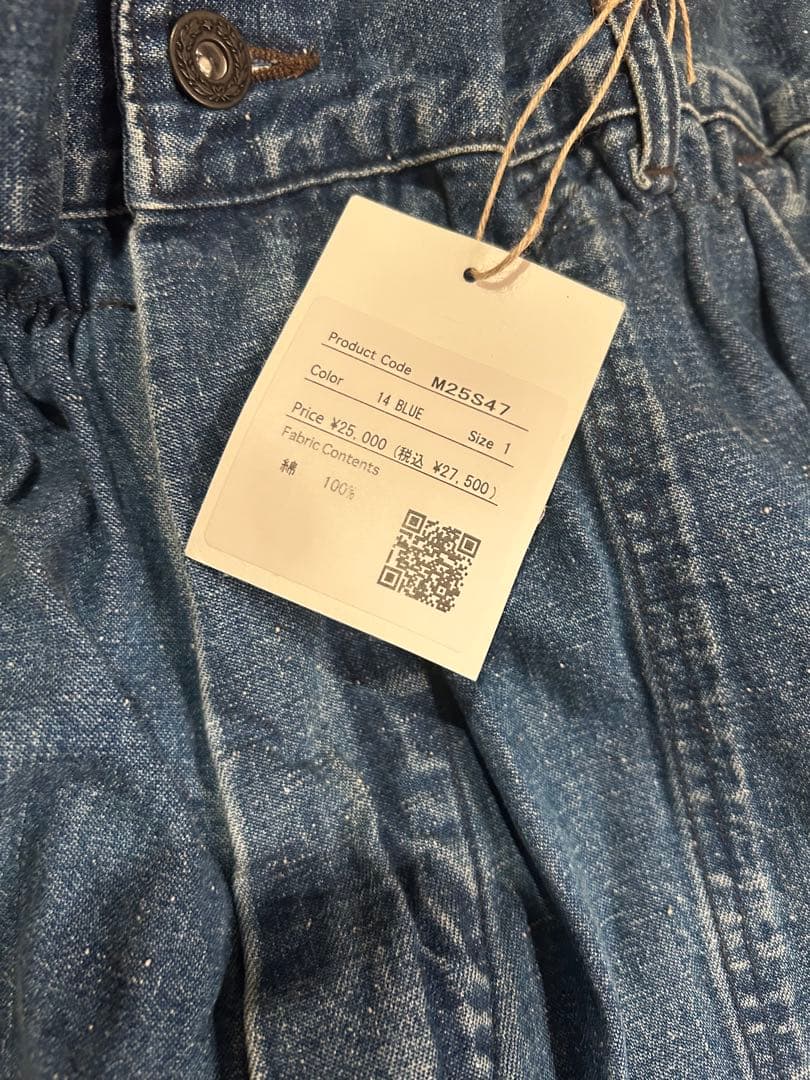 Product Code M25S47
Color 14 BLUE Size 1
Price ¥25,000 (税込 ¥27,500)
Fabric Contents
綿 100%